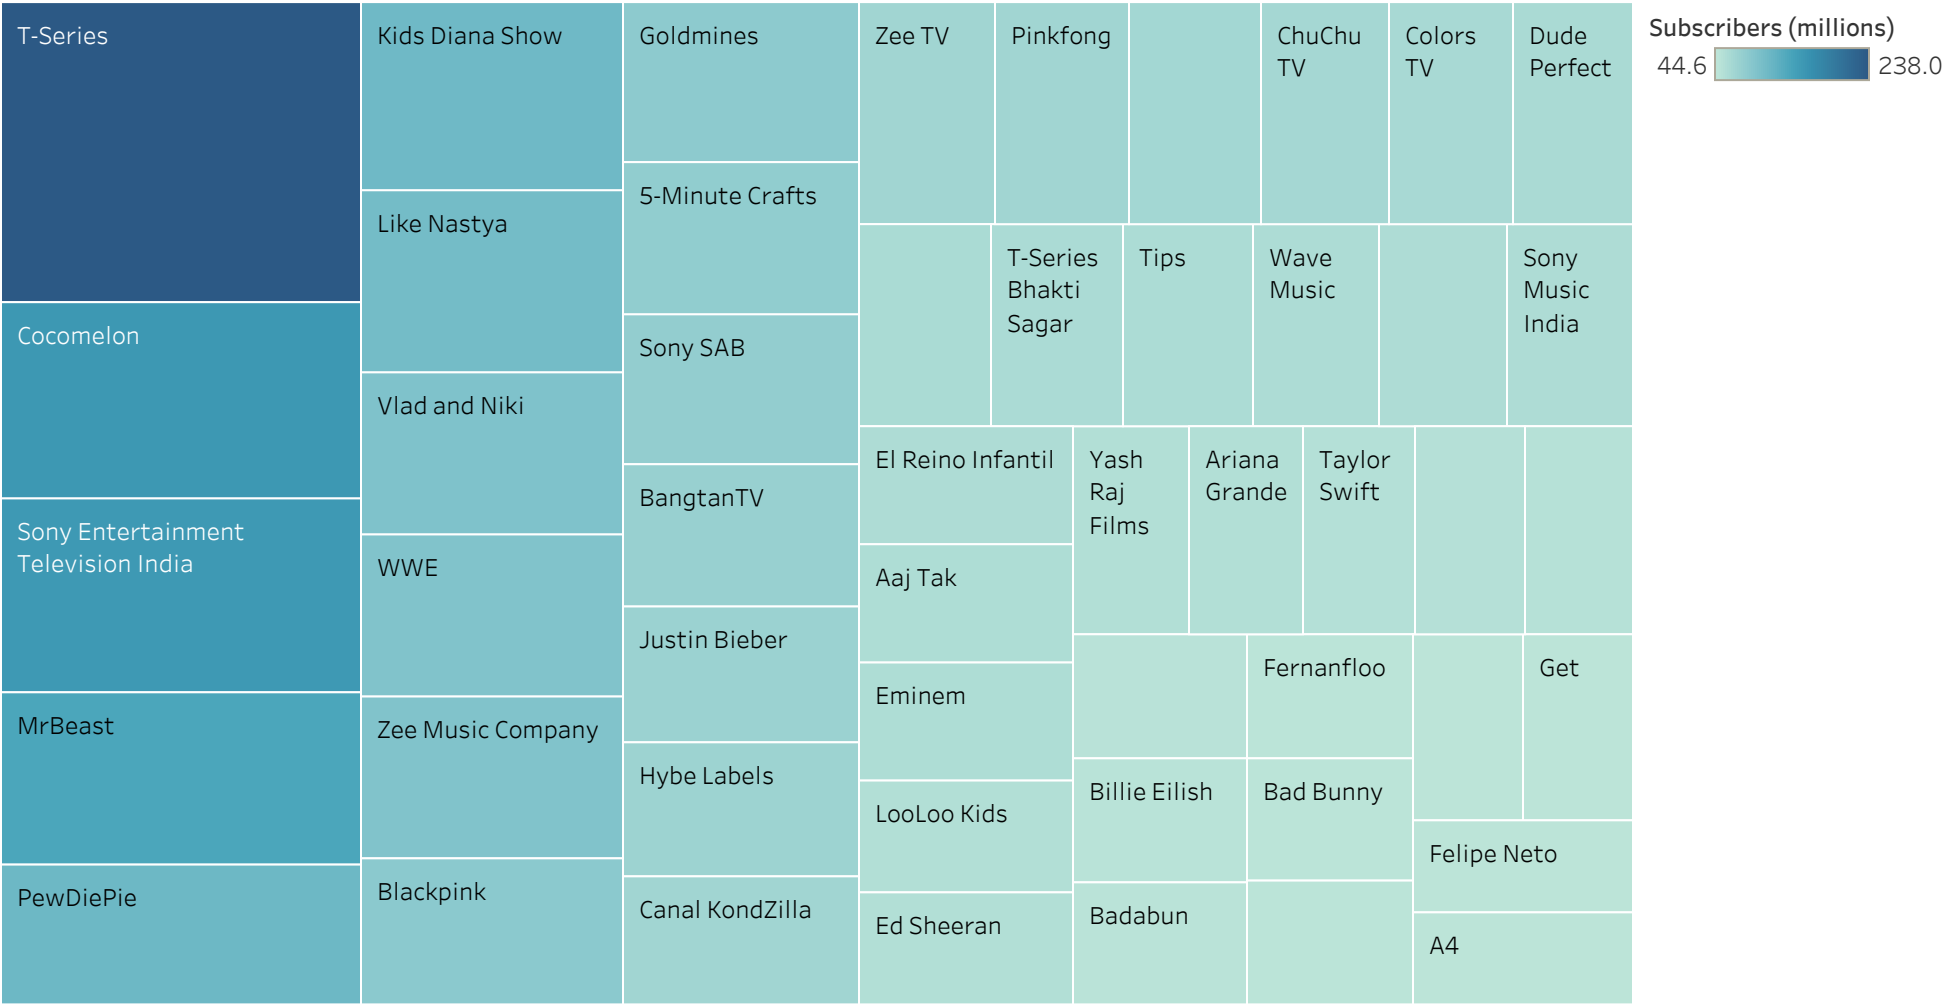 T-Series
Cocomelon
Sony Entertainment
Television India
MrBeast
PewDiePie
Kids Diana Show
Like Nastya
Vlad and Niki
WWE
Zee Music Company
Blackpink
Goldmines
5-Minute Crafts
Sony SAB
BangtanTV
Justin Bieber
Hybe Labels
Canal KondZilla
Zee TV
Pinkfong
ChuChu
TV
Colors
TV
Dude
Perfect
T-Series
Bhakti
Sagar
Tips
Wave
Music
Sony
Music
India
El Reino Infantil
Aaj Tak
Eminem
LooLoo Kids
Ed Sheeran
Yash
Raj
Films
Ariana
Grande
Taylor
Swift
Billie Eilish
Badabun
Fernanfloo
Bad Bunny
Get
Felipe Neto
A4
Subscribers (millions)
44.6 238.0